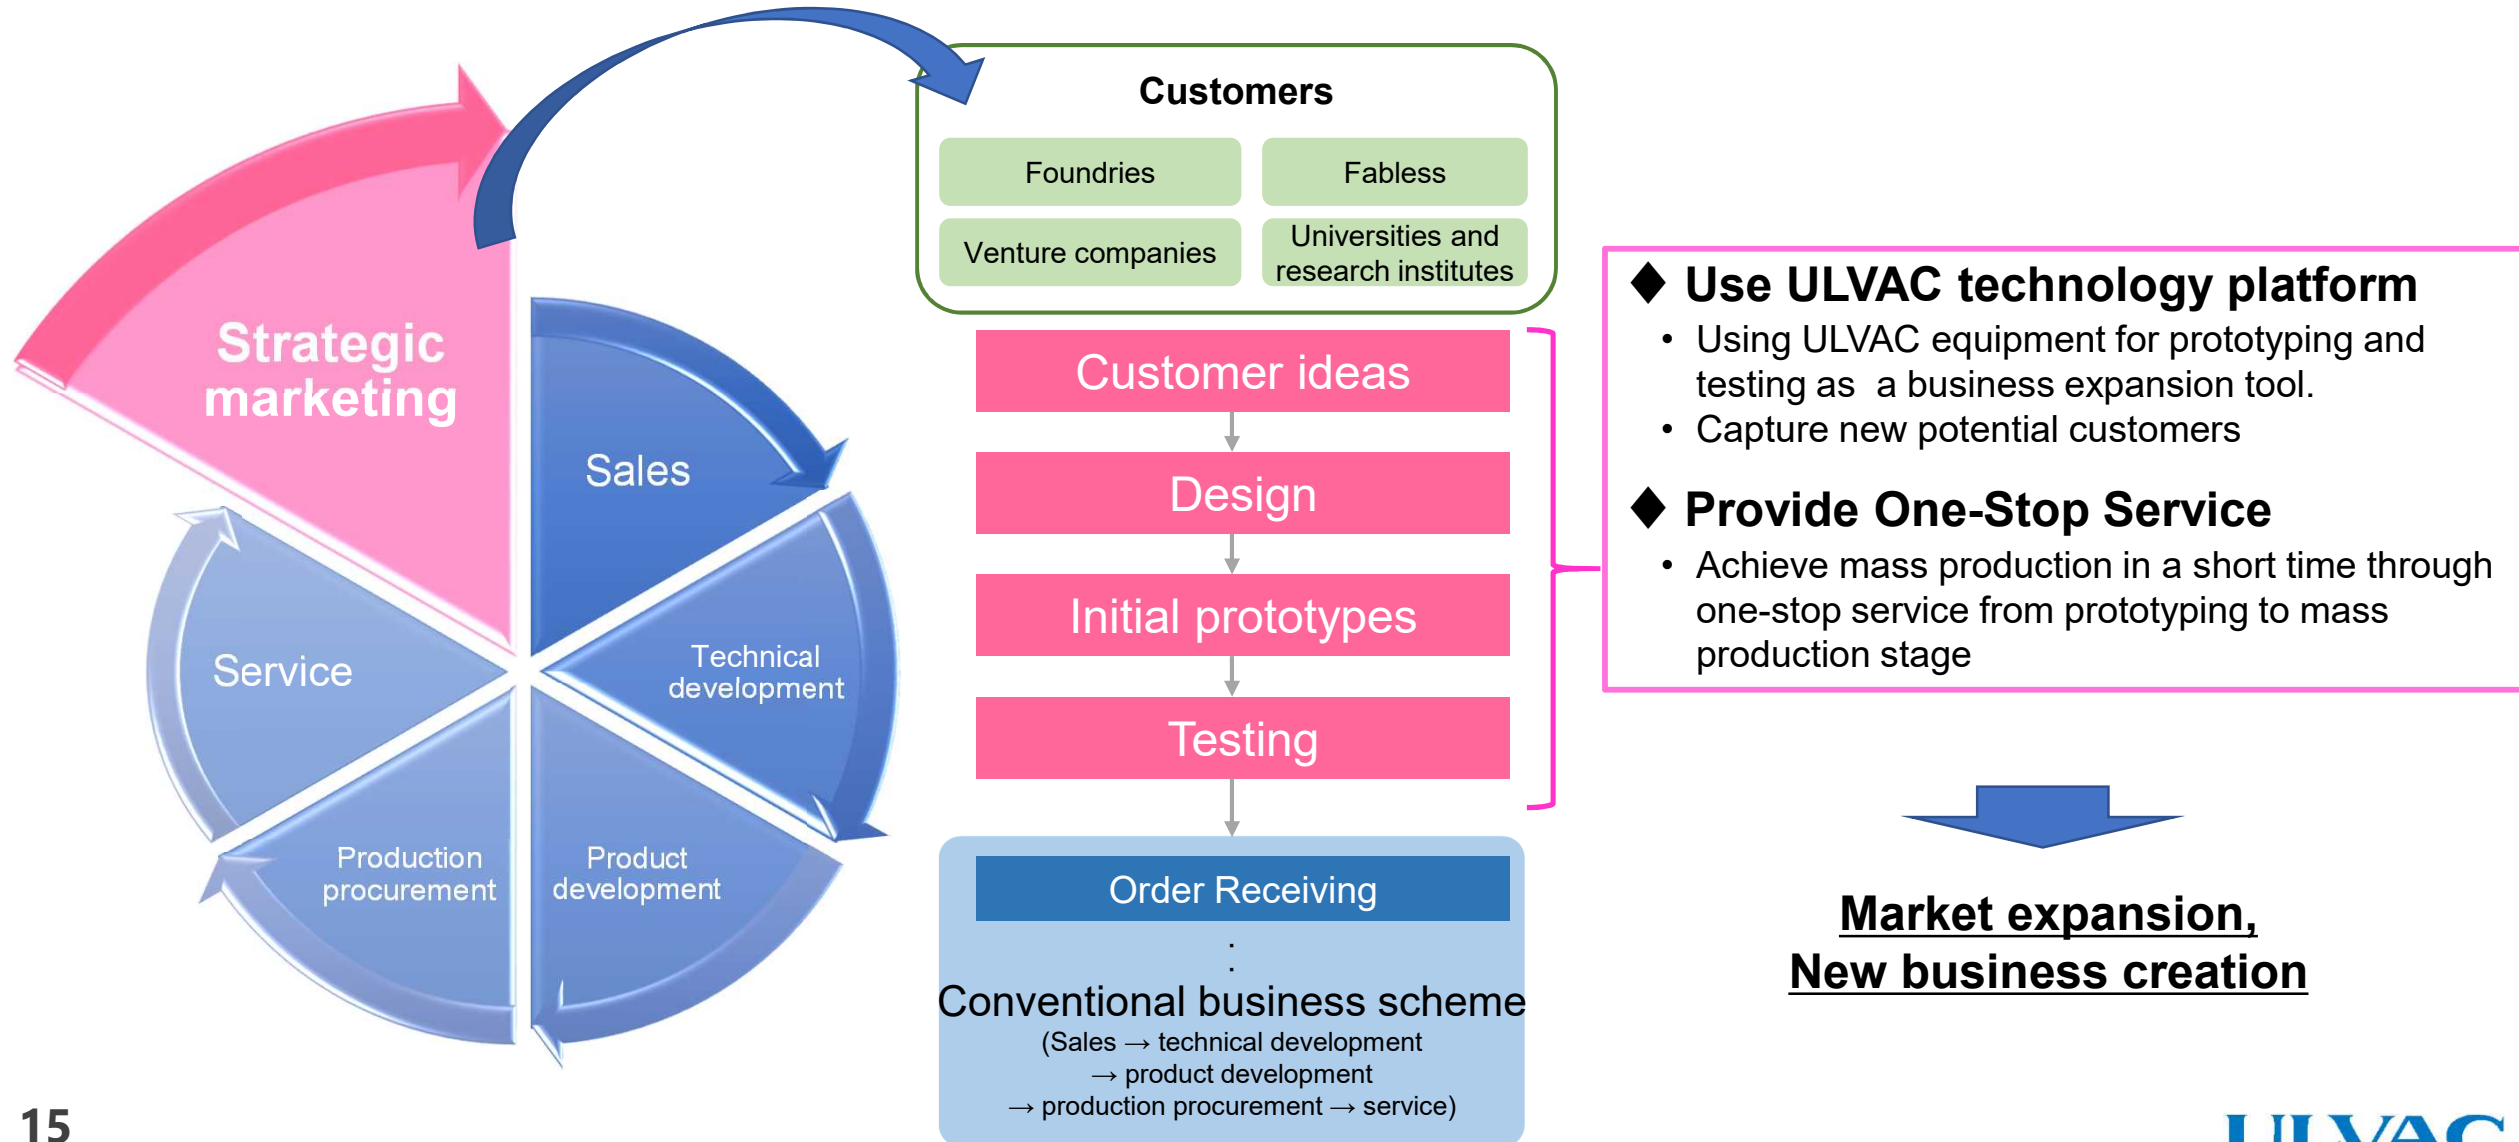 Strategic
marketing
Sales
Technical
development
Product
development
Production
procurement
Service
Customers
Foundries
Fabless
Venture companies
Universities and
research institutes
Customer ideas
Design
Initial prototypes
Testing
Order Receiving
:
:
Conventional business scheme
(Sales → technical development
→ product development
→ production procurement → service)
♦ Use ULVAC technology platform
• Using ULVAC equipment for prototyping and
testing as a business expansion tool.
• Capture new potential customers
♦ Provide One-Stop Service
• Achieve mass production in a short time through
one-stop service from prototyping to mass
production stage
Market expansion,
New business creation
15
ULVAC